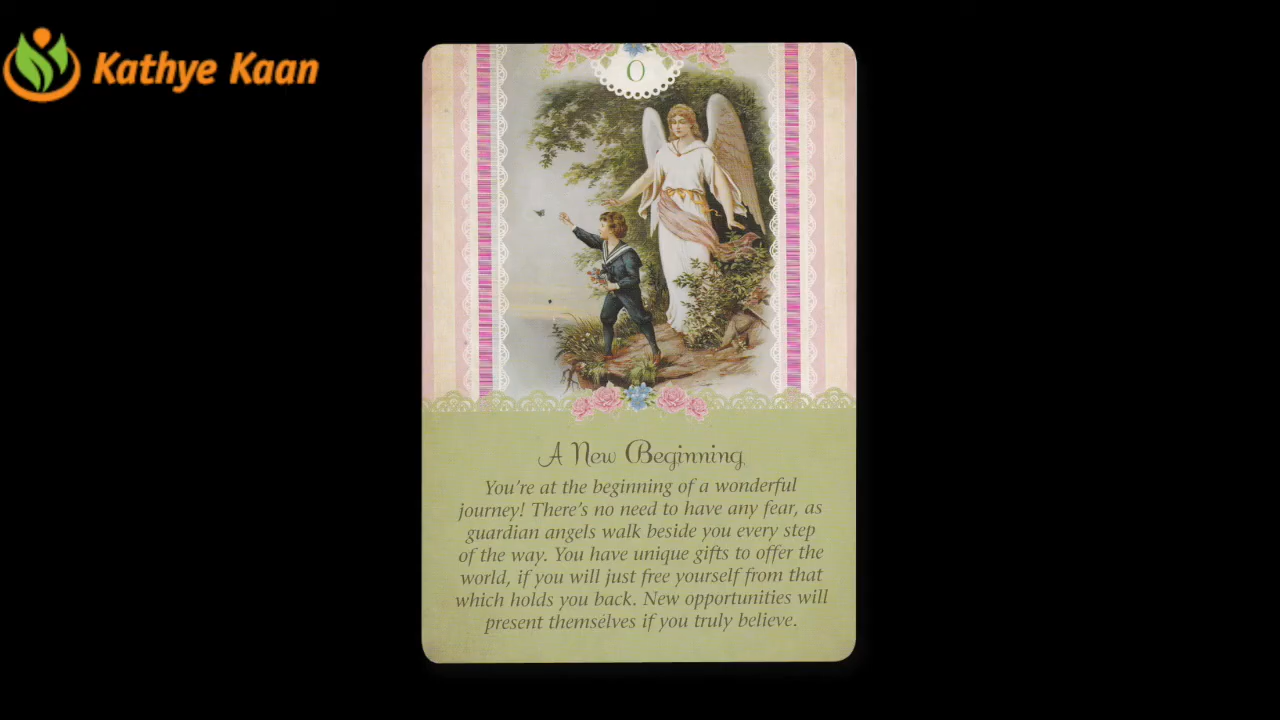 Kathye Kaan
0
A New Beginning
You're at the beginning of a wonderful
journey! There's no need to have any fear, as
guardian angels walk beside you every step
of the way. You have unique gifts to offer the
world, if you will just free yourself from that
which holds you back. New opportunities will
present themselves if you truly believe.